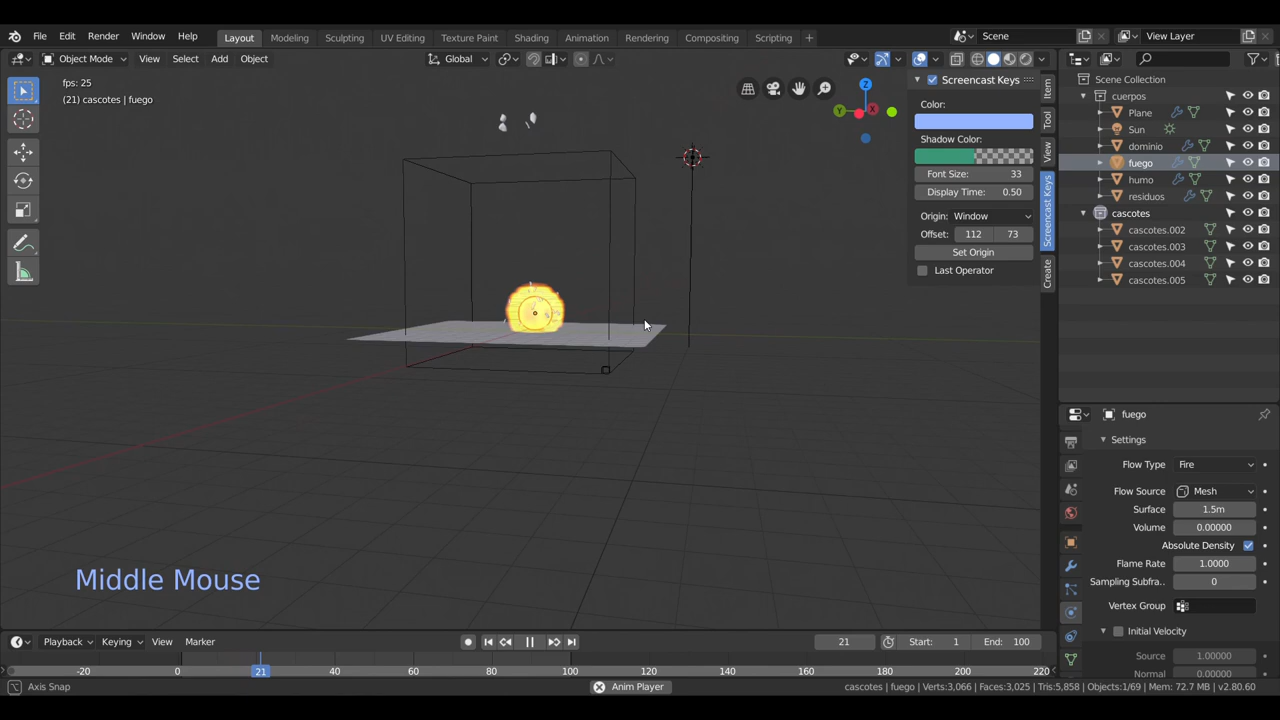 File Edit Render Window Help Layout Modeling Sculpting UV Editing Texture Paint Shading Animation Rendering Compositing Scripting + Scene View Layer
Object Mode View Select Add Object Global
fps: 25
(21) cascotes | fuego
Z
Y
X
Screencast Keys
Color:
Shadow Color:
Font Size: 33
Display Time: 0.50
Origin: Window
Offset: 112 73
Set Origin
Last Operator
Item
Tool
View
Screencast Keys
Create
Scene Collection
cuerpos
Plane
Sun
dominio
fuego
humo
residuos
cascotes
cascotes.002
cascotes.003
cascotes.004
cascotes.005
fuego
Settings
Flow Type Fire
Flow Source Mesh
Surface 1.5m
Volume 0.00000
Absolute Density
Flame Rate 1.0000
Sampling Subfra.. 0
Vertex Group
Initial Velocity
Source 1.00000
Normal 0.00000
Middle Mouse
Playback Keying View Marker 21 Start: 1 End: 100
-20 0 21 40 60 80 100 120 140 160 180 200 220
Axis Snap Anim Player cascotes | fuego | Verts:3,066 | Faces:3,025 | Tris:5,858 | Objects:1/69 | Mem: 72.7 MB | v2.80.60